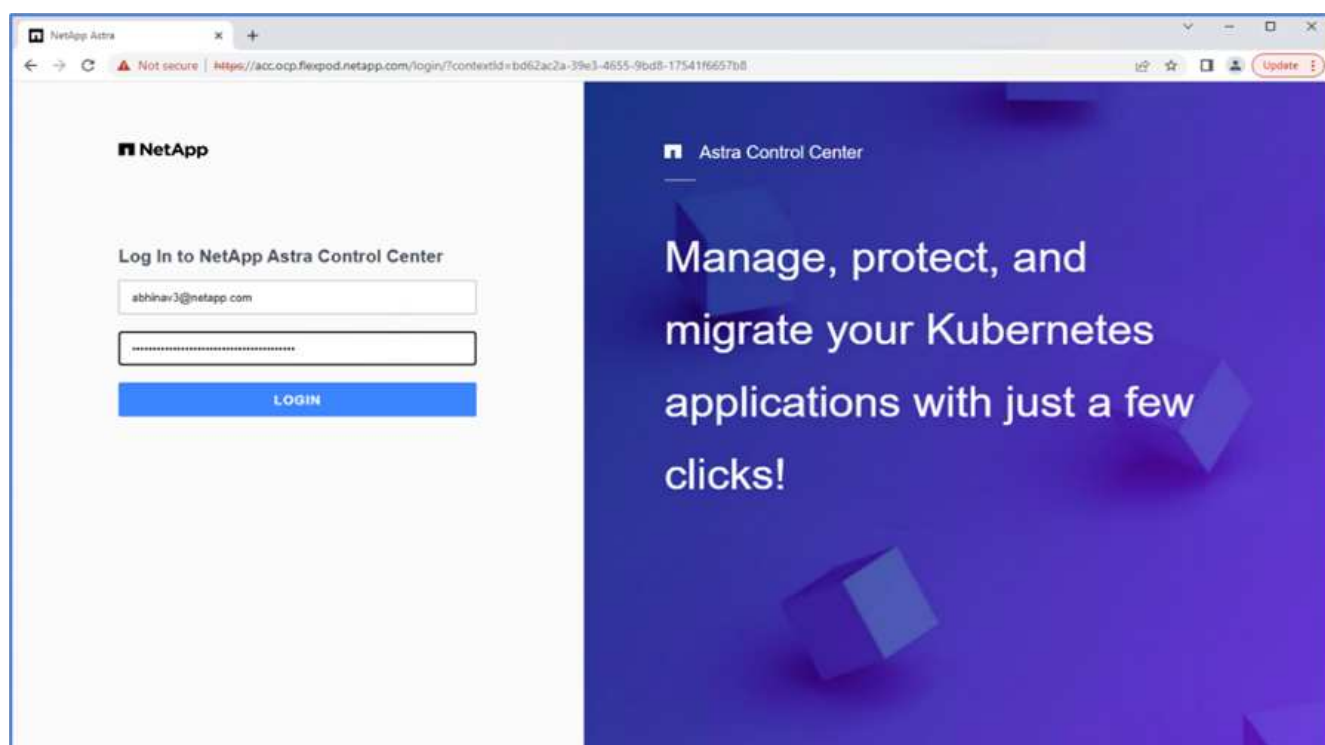 NetApp Astra
Not secure | https://acc.ocp.flexpod.netapp.com/login/?contextId=bd62ac2a-39e3-4655-9bd8-17541f6657b8
Update
NetApp
Log In to NetApp Astra Control Center
abhinav3@netapp.com
LOGIN
Astra Control Center
Manage, protect, and
migrate your Kubernetes
applications with just a few
clicks!